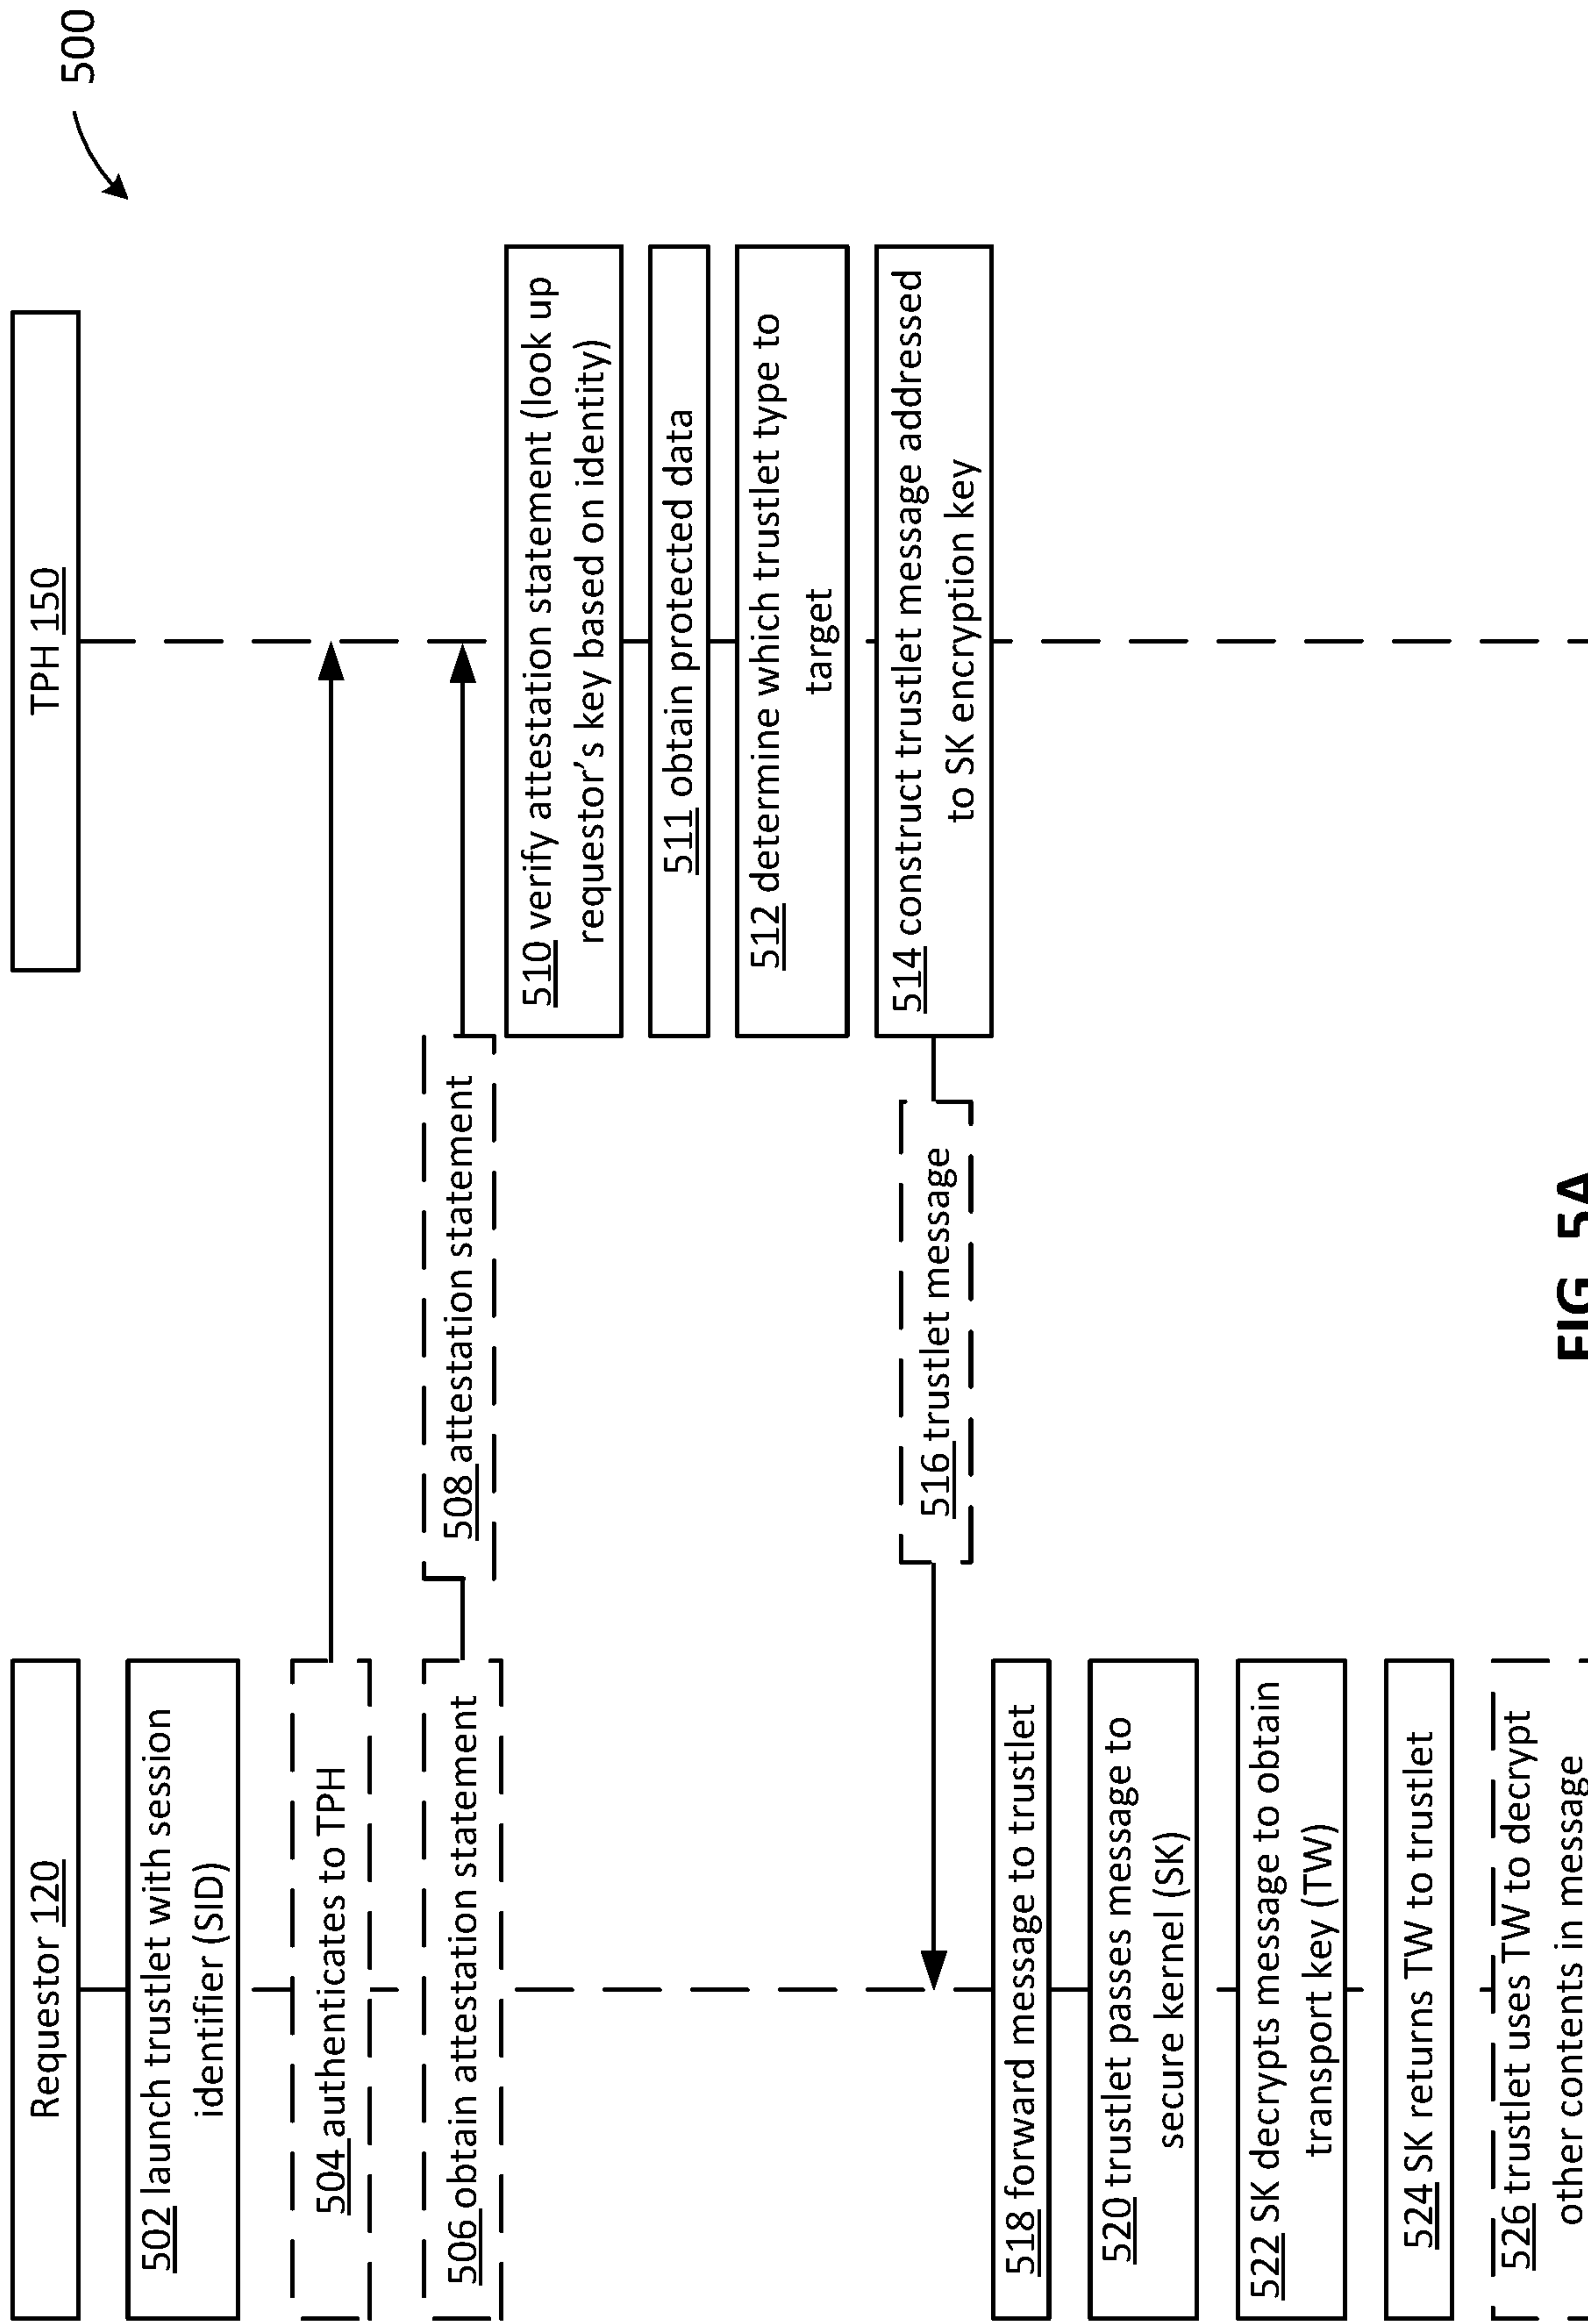 500
Requestor 120
TPH 150
502 launch trustlet with session
identifier (SID)
504 authenticates to TPH
506 obtain attestation statement
508 attestation statement
510 verify attestation statement (look up
requestor’s key based on identity)
511 obtain protected data
512 determine which trustlet type to
target
514 construct trustlet message addressed
to SK encryption key
516 trustlet message
518 forward message to trustlet
520 trustlet passes message to
secure kernel (SK)
522 SK decrypts message to obtain
transport key (TW)
524 SK returns TW to trustlet
526 trustlet uses TW to decrypt
other contents in message
FIG. 5A